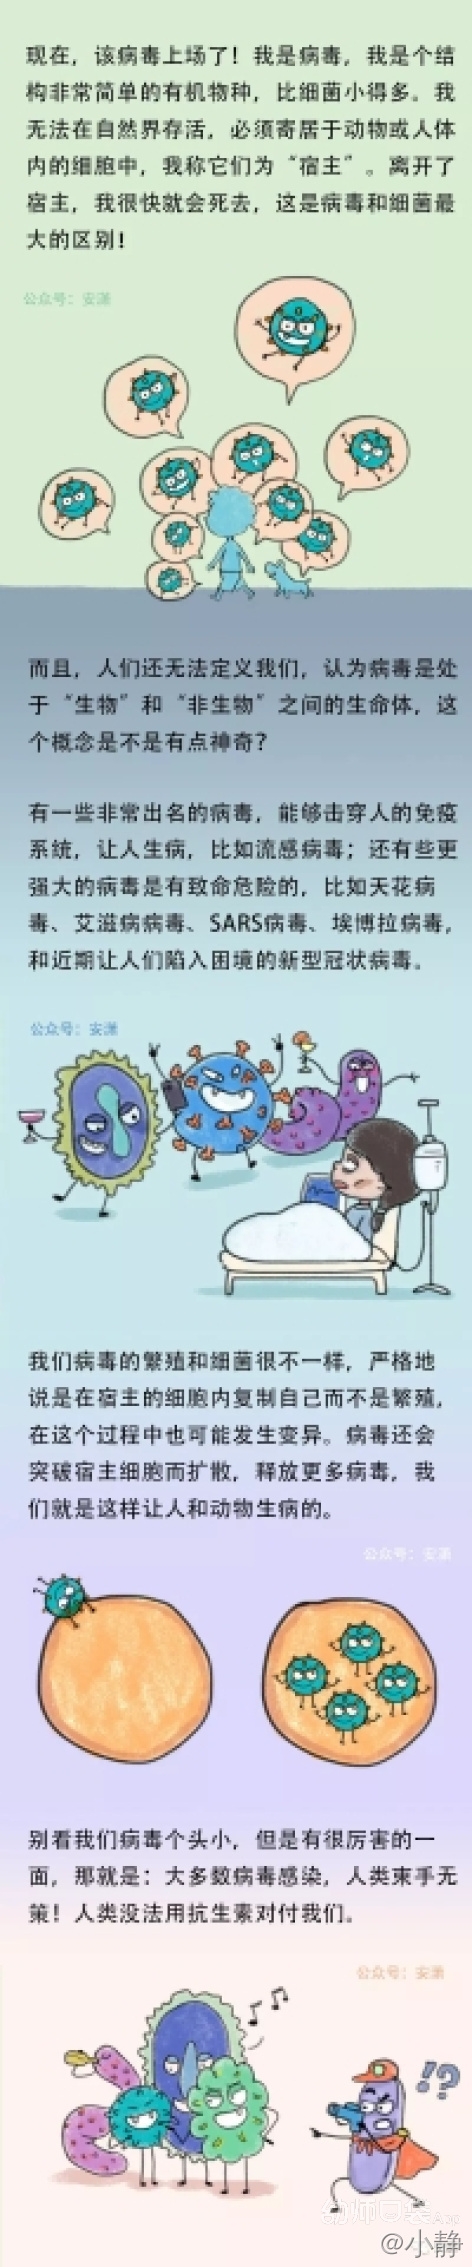 现在，该病毒上场了！我是病毒，我是个结
构非常简单的有机物种，比细菌小得多。我
无法在自然界存活，必须寄居于动物或人体
内的细胞中，我称它们为“宿主”。离开了
宿主，我很快就会死去，这是病毒和细菌最
大的区别！
公众号：安潇
而且，人们还无法定义我们，认为病毒是处
于“生物”和“非生物”之间的生命体，这
个概念是不是有点神奇？
有一些非常出名的病毒，能够击穿人的免疫
系统，让人生病，比如流感病毒；还有些更
强大的病毒是有致命危险的，比如天花病
毒、艾滋病病毒、SARS病毒、埃博拉病毒，
和近期让人们陷入困境的新型冠状病毒。
公众号：安潇
我们病毒的繁殖和细菌很不一样，严格地
说是在宿主的细胞内复制自己而不是繁殖，
在这个过程中也可能发生变异。病毒还会
突破宿主细胞而扩散，释放更多病毒，我
们就是这样让人和动物生病的。
公众号：安潇
别看我们病毒个头小，但是有很厉害的一
面，那就是：大多数病毒感染，人类束手无
策！人类没法用抗生素对付我们。
公众号：安潇
!?
幼师口袋App
@小静